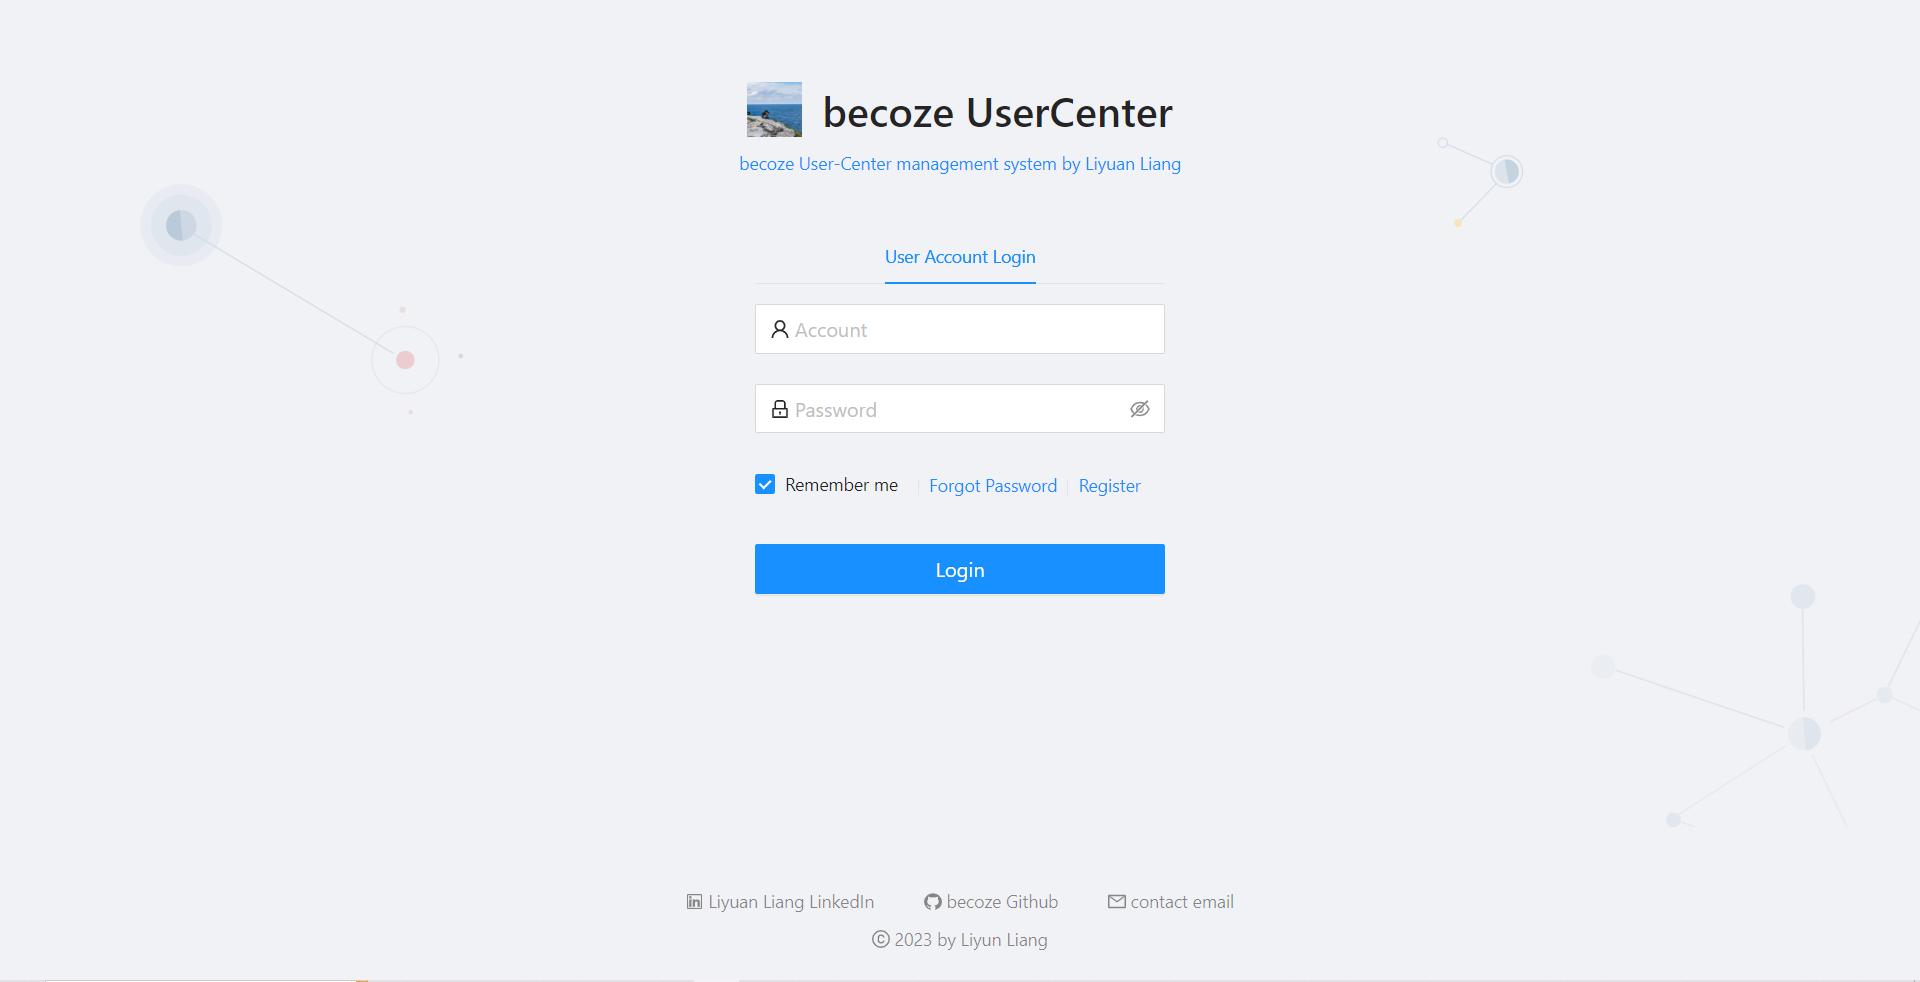 becoze UserCenter
becoze User-Center management system by Liyuan Liang
User Account Login
Account
Password
Remember me Forgot Password Register
Login
Liyuan Liang LinkedIn becoze Github contact email
© 2023 by Liyun Liang